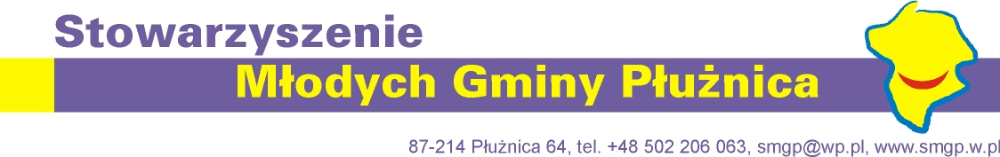 Stowarzyszenie
Młodych Gminy Płużnica
87-214 Płużnica 64, tel. +48 502 206 063, smgp@wp.pl, www.smgp.w.pl